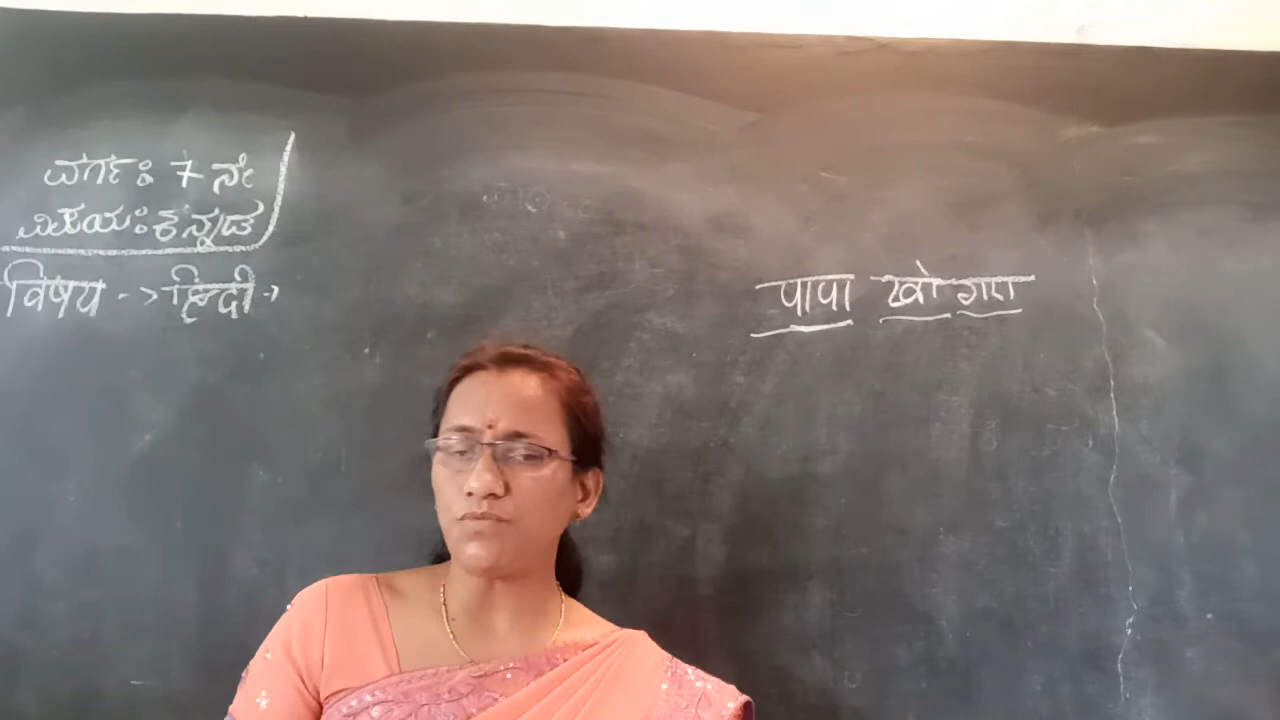 ವರ್ಗ: 7 ನೇ
ವಿಷಯ: ಕನ್ನಡ
विषय -> हिन्दी ->
पापा खो गए